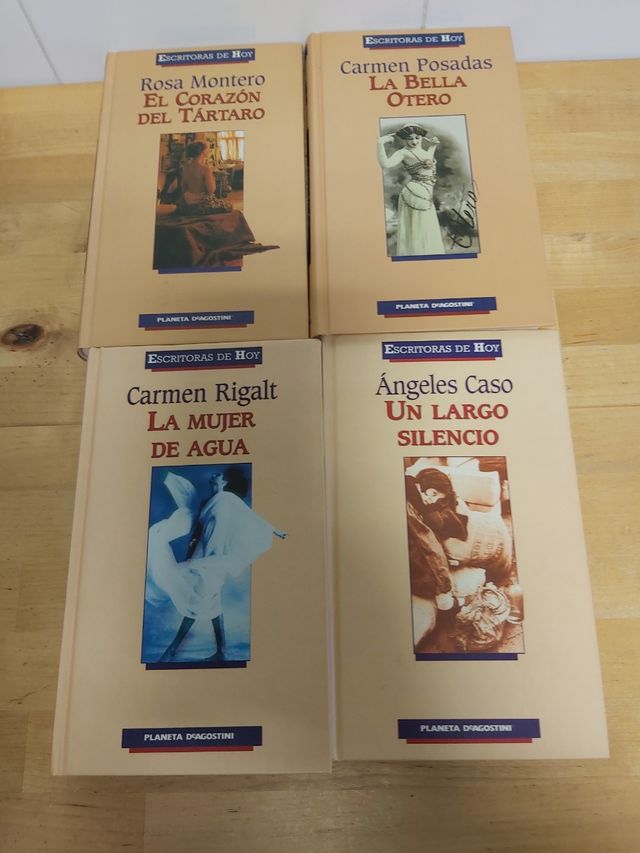 Escritoras de Hoy
Rosa Montero
El Corazón
del Tártaro
Planeta DeAgostini
Escritoras de Hoy
Carmen Posadas
La Bella
Otero
Otero
Planeta DeAgostini
Escritoras de Hoy
Carmen Rigalt
La mujer
de agua
Planeta DeAgostini
Escritoras de Hoy
Ángeles Caso
Un largo
silencio
Planeta DeAgostini